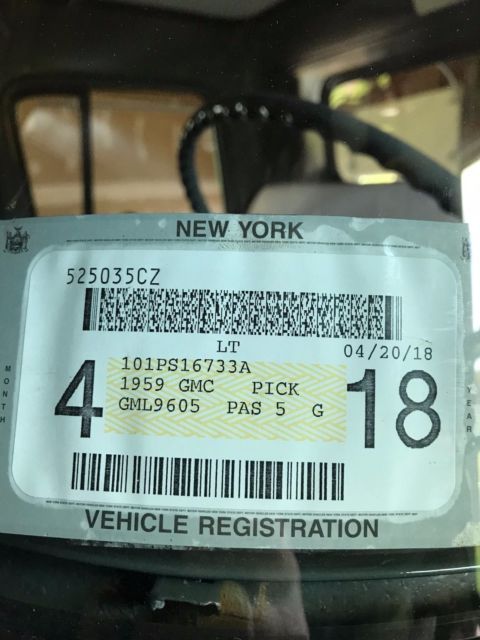 NEW YORK
525035CZ
LT
04/20/18
MONTH
4
101PS16733A
1959 GMC PICK
GML9605 PAS 5 G
18
YEAR
VEHICLE REGISTRATION